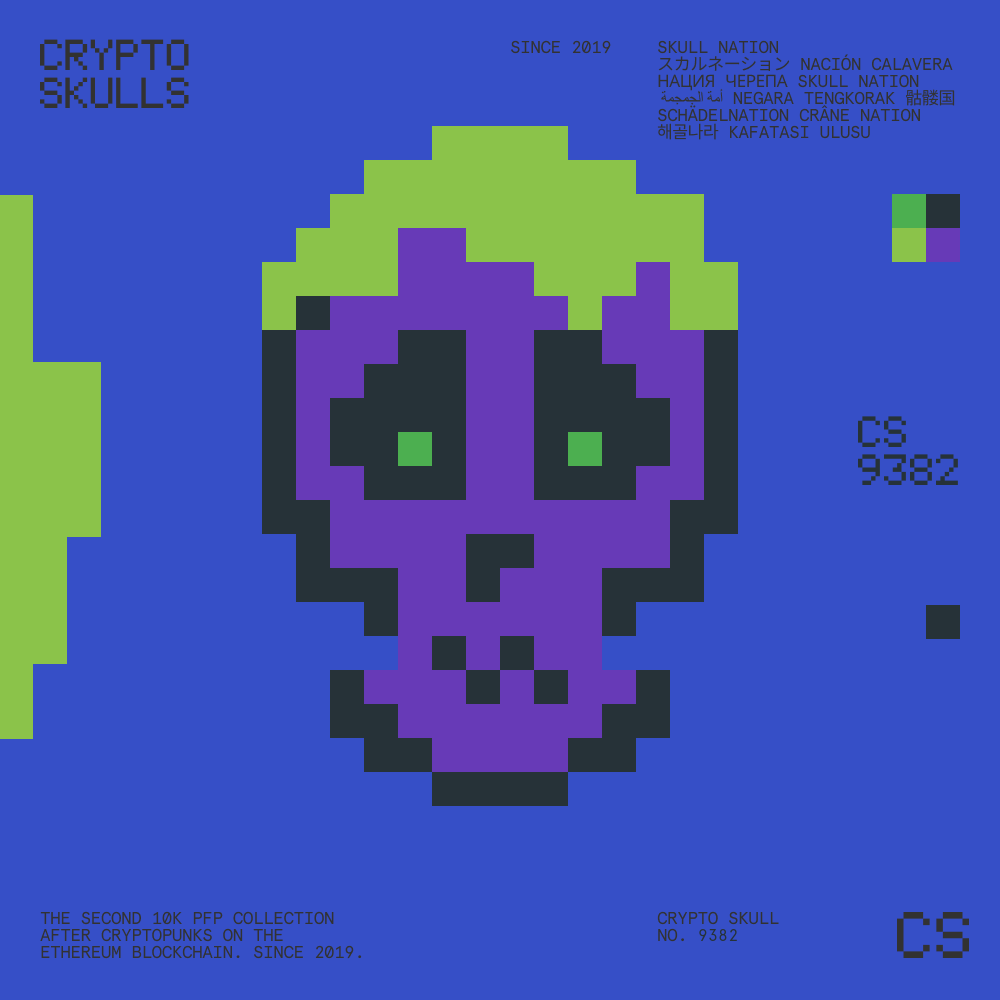 CRYPTO
SKULLS
SINCE 2019
SKULL NATION
スカルネーション NACIÓN CALAVERA
НАЦИЯ ЧЕРЕПА SKULL NATION
أمة الجمجمة NEGARA TENGKORAK 骷髅国
SCHÄDELNATION CRÂNE NATION
해골나라 KAFATASI ULUSU
CS
9382
THE SECOND 10K PFP COLLECTION
AFTER CRYPTOPUNKS ON THE
ETHEREUM BLOCKCHAIN. SINCE 2019.
CRYPTO SKULL
NO. 9382
CS